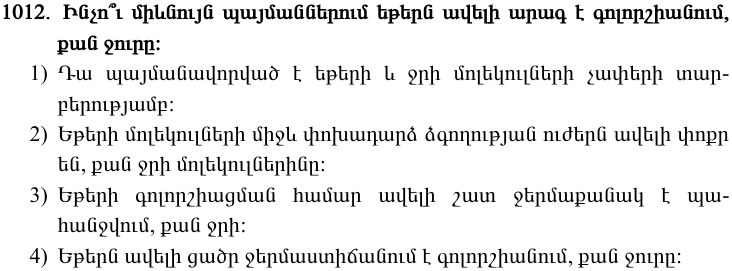 1012. Ինչո՞ւ միևնույն պայմաններում եթերն ավելի արագ է գոլորշիանում,
քան ջուրը:
1) Դա պայմանավորված է եթերի և ջրի մոլեկուլների չափերի տար-
բերությամբ:
2) Եթերի մոլեկուլների միջև փոխադարձ ձգողության ուժերն ավելի փոքր
են, քան ջրի մոլեկուլներինը:
3) Եթերի գոլորշիացման համար ավելի շատ ջերմաքանակ է պա-
հանջվում, քան ջրի:
4) Եթերն ավելի ցածր ջերմաստիճանում է գոլորշիանում, քան ջուրը: